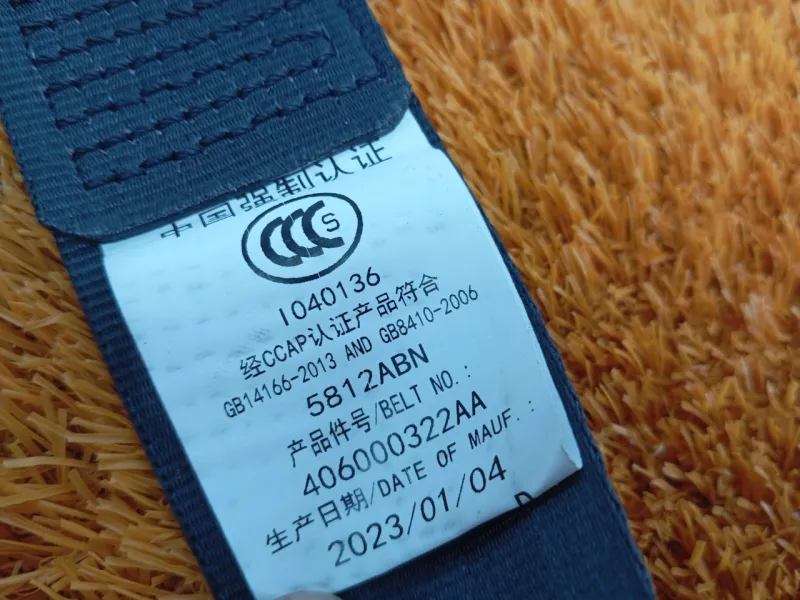 中国强制认证
CCC S
I040136
经CCAP认证产品符合
GB14166-2013 AND GB8410-2006
5812ABN
产品件号/BELT NO.:
406000322AA
生产日期/DATE OF MAUF.:
2023/01/04